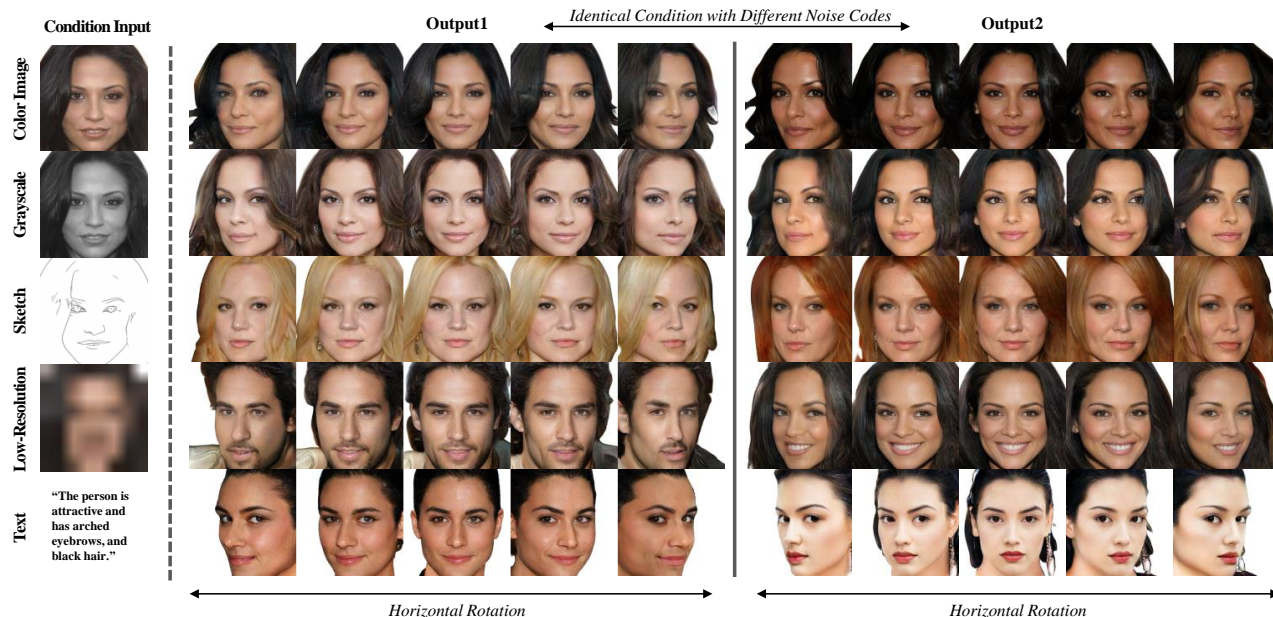 Condition Input
Output1
Identical Condition with Different Noise Codes
Output2
Color Image
Grayscale
Sketch
Low-Resolution
Text
“The person is
attractive and
has arched
eyebrows, and
black hair.”
Horizontal Rotation
Horizontal Rotation